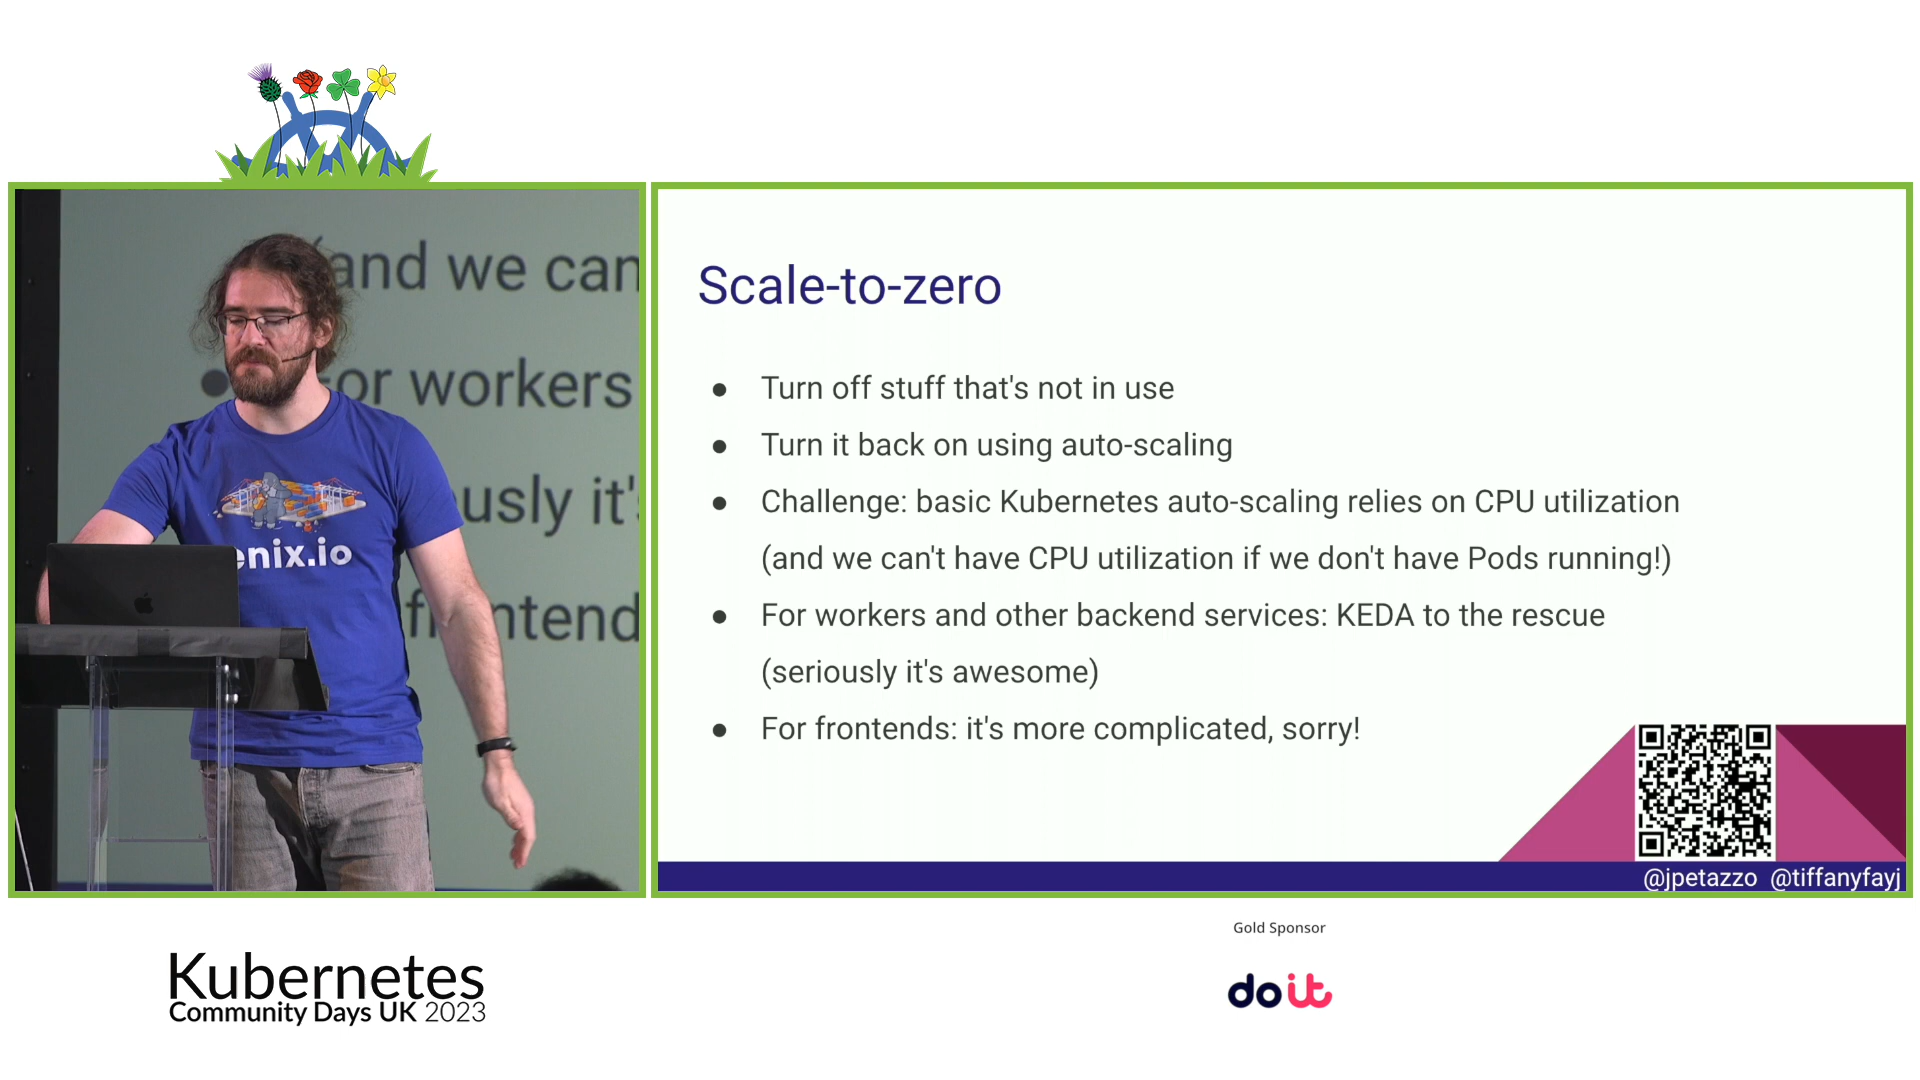 (and we can
or workers
usly it's
frontend
enix.io
Scale-to-zero
● Turn off stuff that's not in use
● Turn it back on using auto-scaling
● Challenge: basic Kubernetes auto-scaling relies on CPU utilization
(and we can't have CPU utilization if we don't have Pods running!)
● For workers and other backend services: KEDA to the rescue
(seriously it's awesome)
● For frontends: it's more complicated, sorry!
@jpetazzo @tiffanyfayj
Gold Sponsor
doit
Kubernetes
Community Days UK 2023